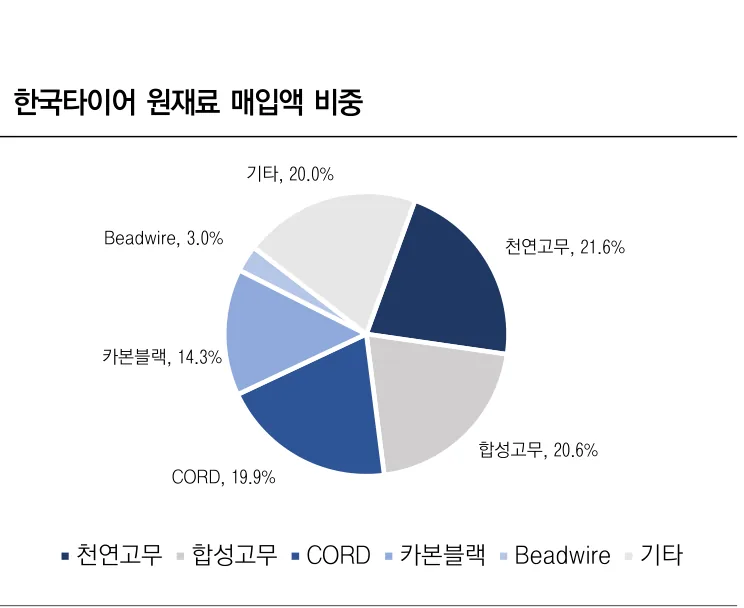 한국타이어 원재료 매입액 비중
기타, 20.0%
Beadwire, 3.0%
천연고무, 21.6%
카본블랙, 14.3%
합성고무, 20.6%
CORD, 19.9%
천연고무 합성고무 CORD 카본블랙 Beadwire 기타